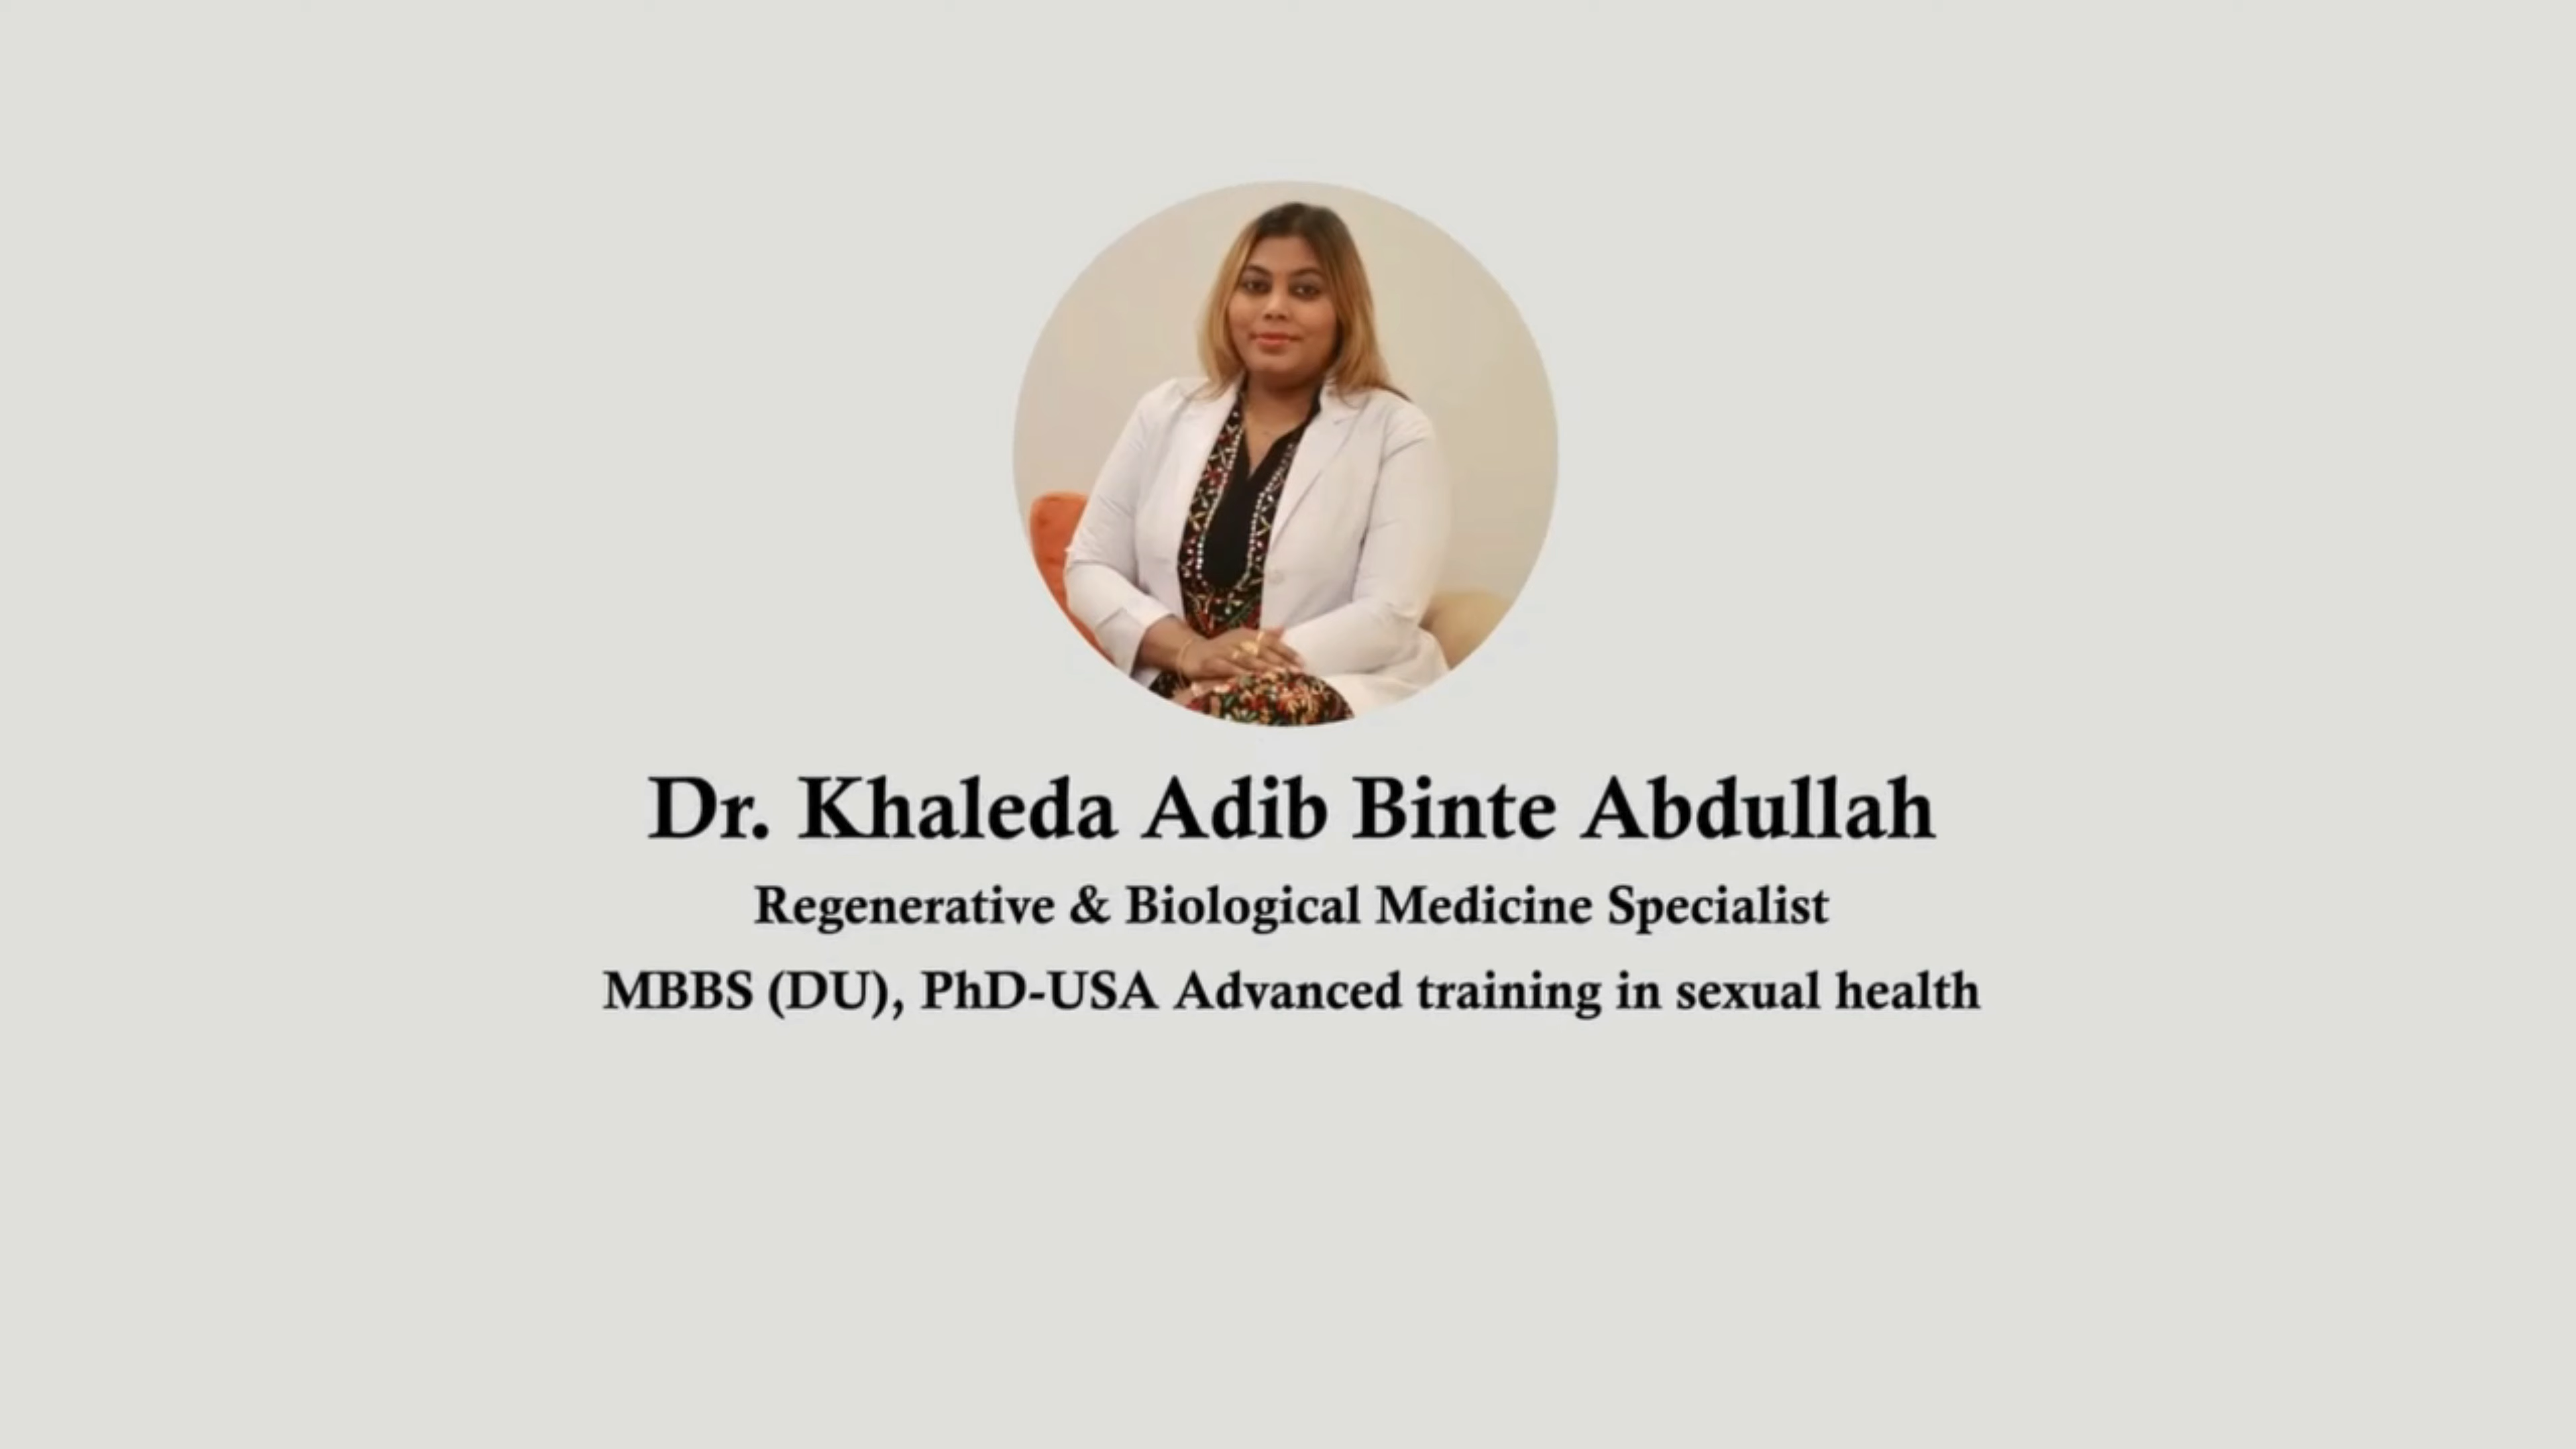 Dr. Khaleda Adib Binte Abdullah
Regenerative & Biological Medicine Specialist
MBBS (DU), PhD-USA Advanced training in sexual health